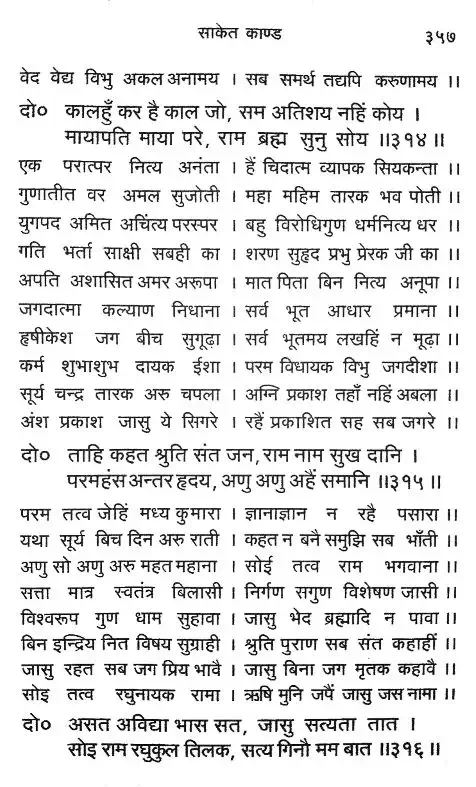 साकेत काण्ड ३५७
वेद वेद्य विभु अकल अनामय । सब समर्थ तद्यपि करुणामय ।।
दो० कालहुँ कर है काल जो, सम अतिशय नहिं कोय ।
मायापति माया परे, राम ब्रह्म सुनु सोय ।।३१४।।
एक परात्पर नित्य अनंता । हैं चिदात्म व्यापक सियकन्ता ।।
गुणातीत वर अमल सुजोती । महा महिम तारक भव पोती ।।
युगपद अमित अचिंत्य परस्पर । बहु विरोधिगुण धर्मनित्य धर ।।
गति भर्ता साक्षी सबही का । शरण सुहृद प्रभु प्रेरक जी का ।।
अपति अशासित अमर अरूपा । मात पिता बिन नित्य अनूपा ।।
जगदात्मा कल्याण निधाना । सर्व भूत आधार प्रमाना ।।
हृषीकेश जग बीच सुगूढ़ा । सर्व भूतमय लखहिं न मूढ़ा ।।
कर्म शुभाशुभ दायक ईशा । परम विधायक विभु जगदीशा ।।
सूर्य चन्द्र तारक अरु चपला । अग्नि प्रकाश तहाँ नहिं अबला ।।
अंश प्रकाश जासु ये सिगरे । रहैं प्रकाशित सह सब जगरे ।।
दो० ताहि कहत श्रुति संत जन, राम नाम सुख दानि ।
परमहंस अन्तर हृदय, अणु अणु अहैं समानि ।।३१५।।
परम तत्व जेहिं मध्य कुमारा । ज्ञानाज्ञान न रहै पसारा ।।
यथा सूर्य बिच दिन अरु राती । कहत न बनै समुझि सब भाँती ।।
अणु सो अणु अरु महत महाना । सोई तत्व राम भगवाना ।।
सत्ता मात्र स्वतंत्र बिलासी । निर्गण सगुण विशेषण जासी ।।
विश्वरूप गुण धाम सुहावा । जासु भेद ब्रह्मादि न पावा ।।
बिन इन्द्रिय नित विषय सुग्राही । श्रुति पुराण सब संत कहाहीं ।।
जासु रहत सब जग प्रिय भावै । जासु बिना जग मृतक कहावै ।।
सोइ तत्व रघुनायक रामा । ऋषि मुनि जपैं जासु जस नामा ।।
दो० असत अविद्या भास सत, जासु सत्यता तात ।
सोइ राम रघुकुल तिलक, सत्य गिनौ मम बात ।।३१६।।